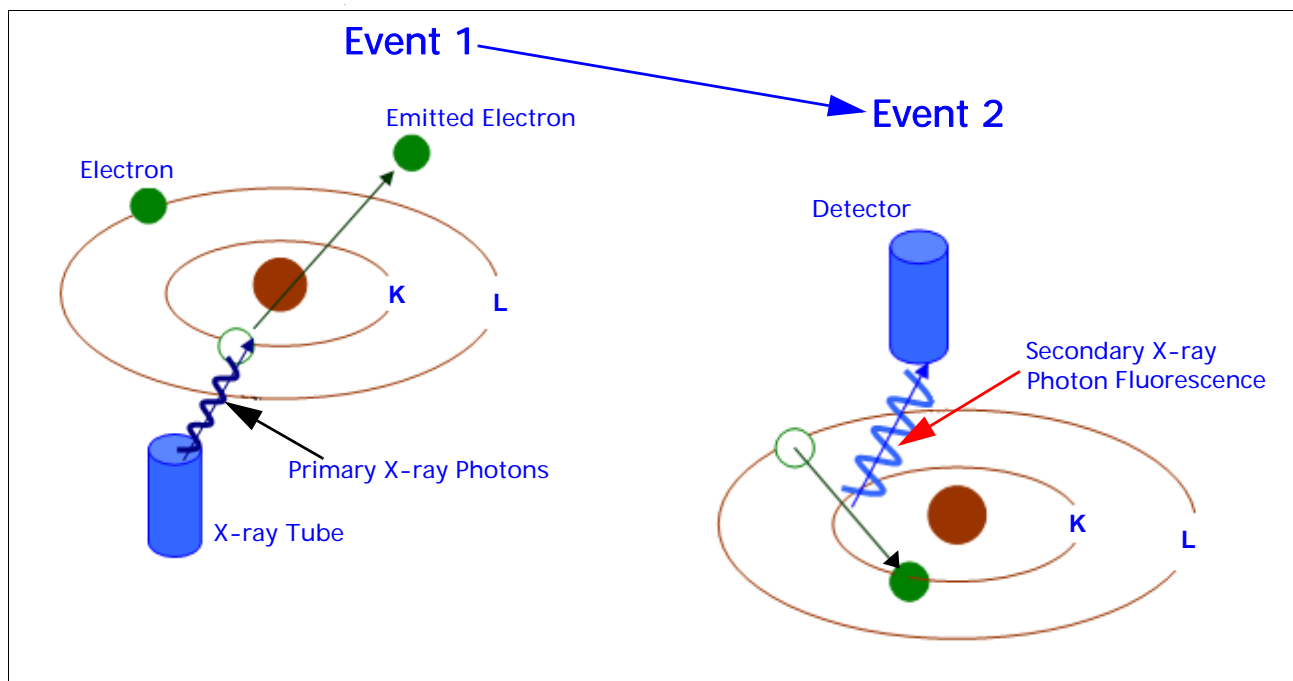 Event 1
Event 2
Emitted Electron
Electron
K
L
Primary X-ray Photons
X-ray Tube
Detector
Secondary X-ray
Photon Fluorescence
K
L